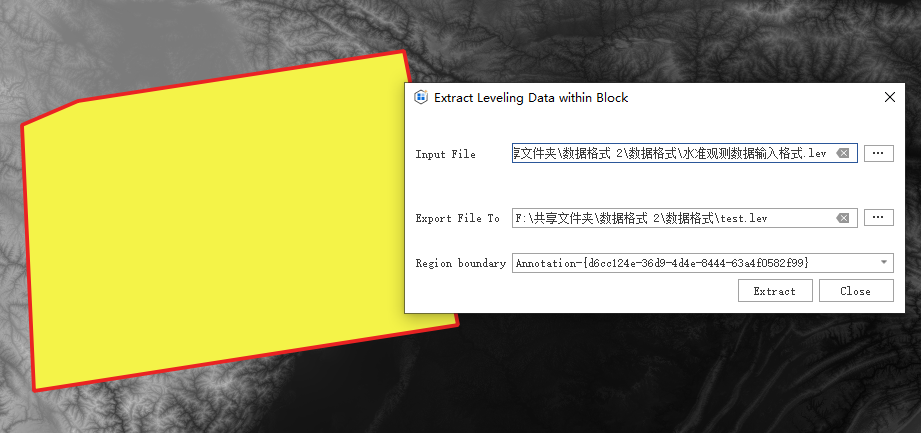 Extract Leveling Data within Block
Input File 享文件夹\数据格式 2\数据格式\水准观测数据输入格式.lev ...
Export File To F:\共享文件夹\数据格式 2\数据格式\test.lev ...
Region boundary Annotation-{d6cc124e-36d9-4d4e-8444-63a4f0582f99}
Extract Close